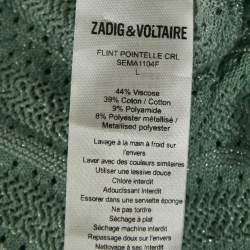 ZADIG&VOLTAIRE
FLINT POINTELLE CRL
SEMA1104F
L
44% Viscose
39% Coton / Cotton
9% Polyamide
8% Polyester métallisé /
Metallised polyester
Lavage à la main à froid sur
l'envers
Laver avec des couleurs similaires
Utiliser une lessive douce
Chlore interdit
Adoucissant interdit
Essorer dans une serviette éponge
Ne pas tordre
Séchage à plat
Séchage machine interdit
Repassage doux sur l'envers
Nettoyage à sec interdit